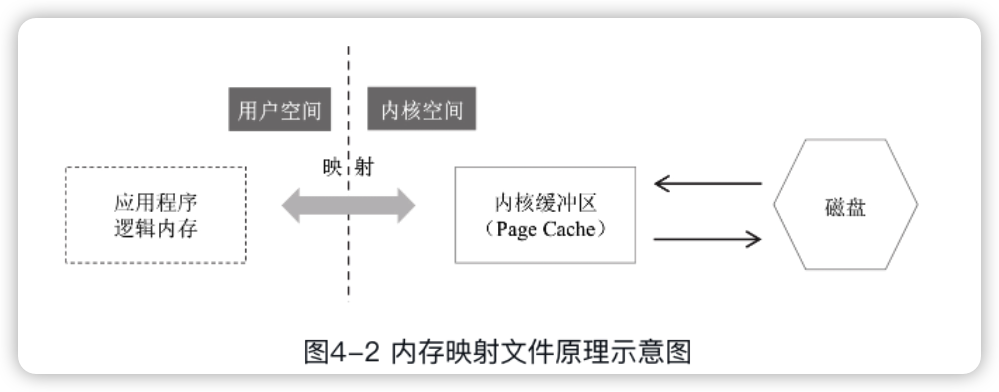 用户空间
内核空间
映 射
应用程序
逻辑内存
内核缓冲区
（Page Cache）
磁盘
图4-2 内存映射文件原理示意图